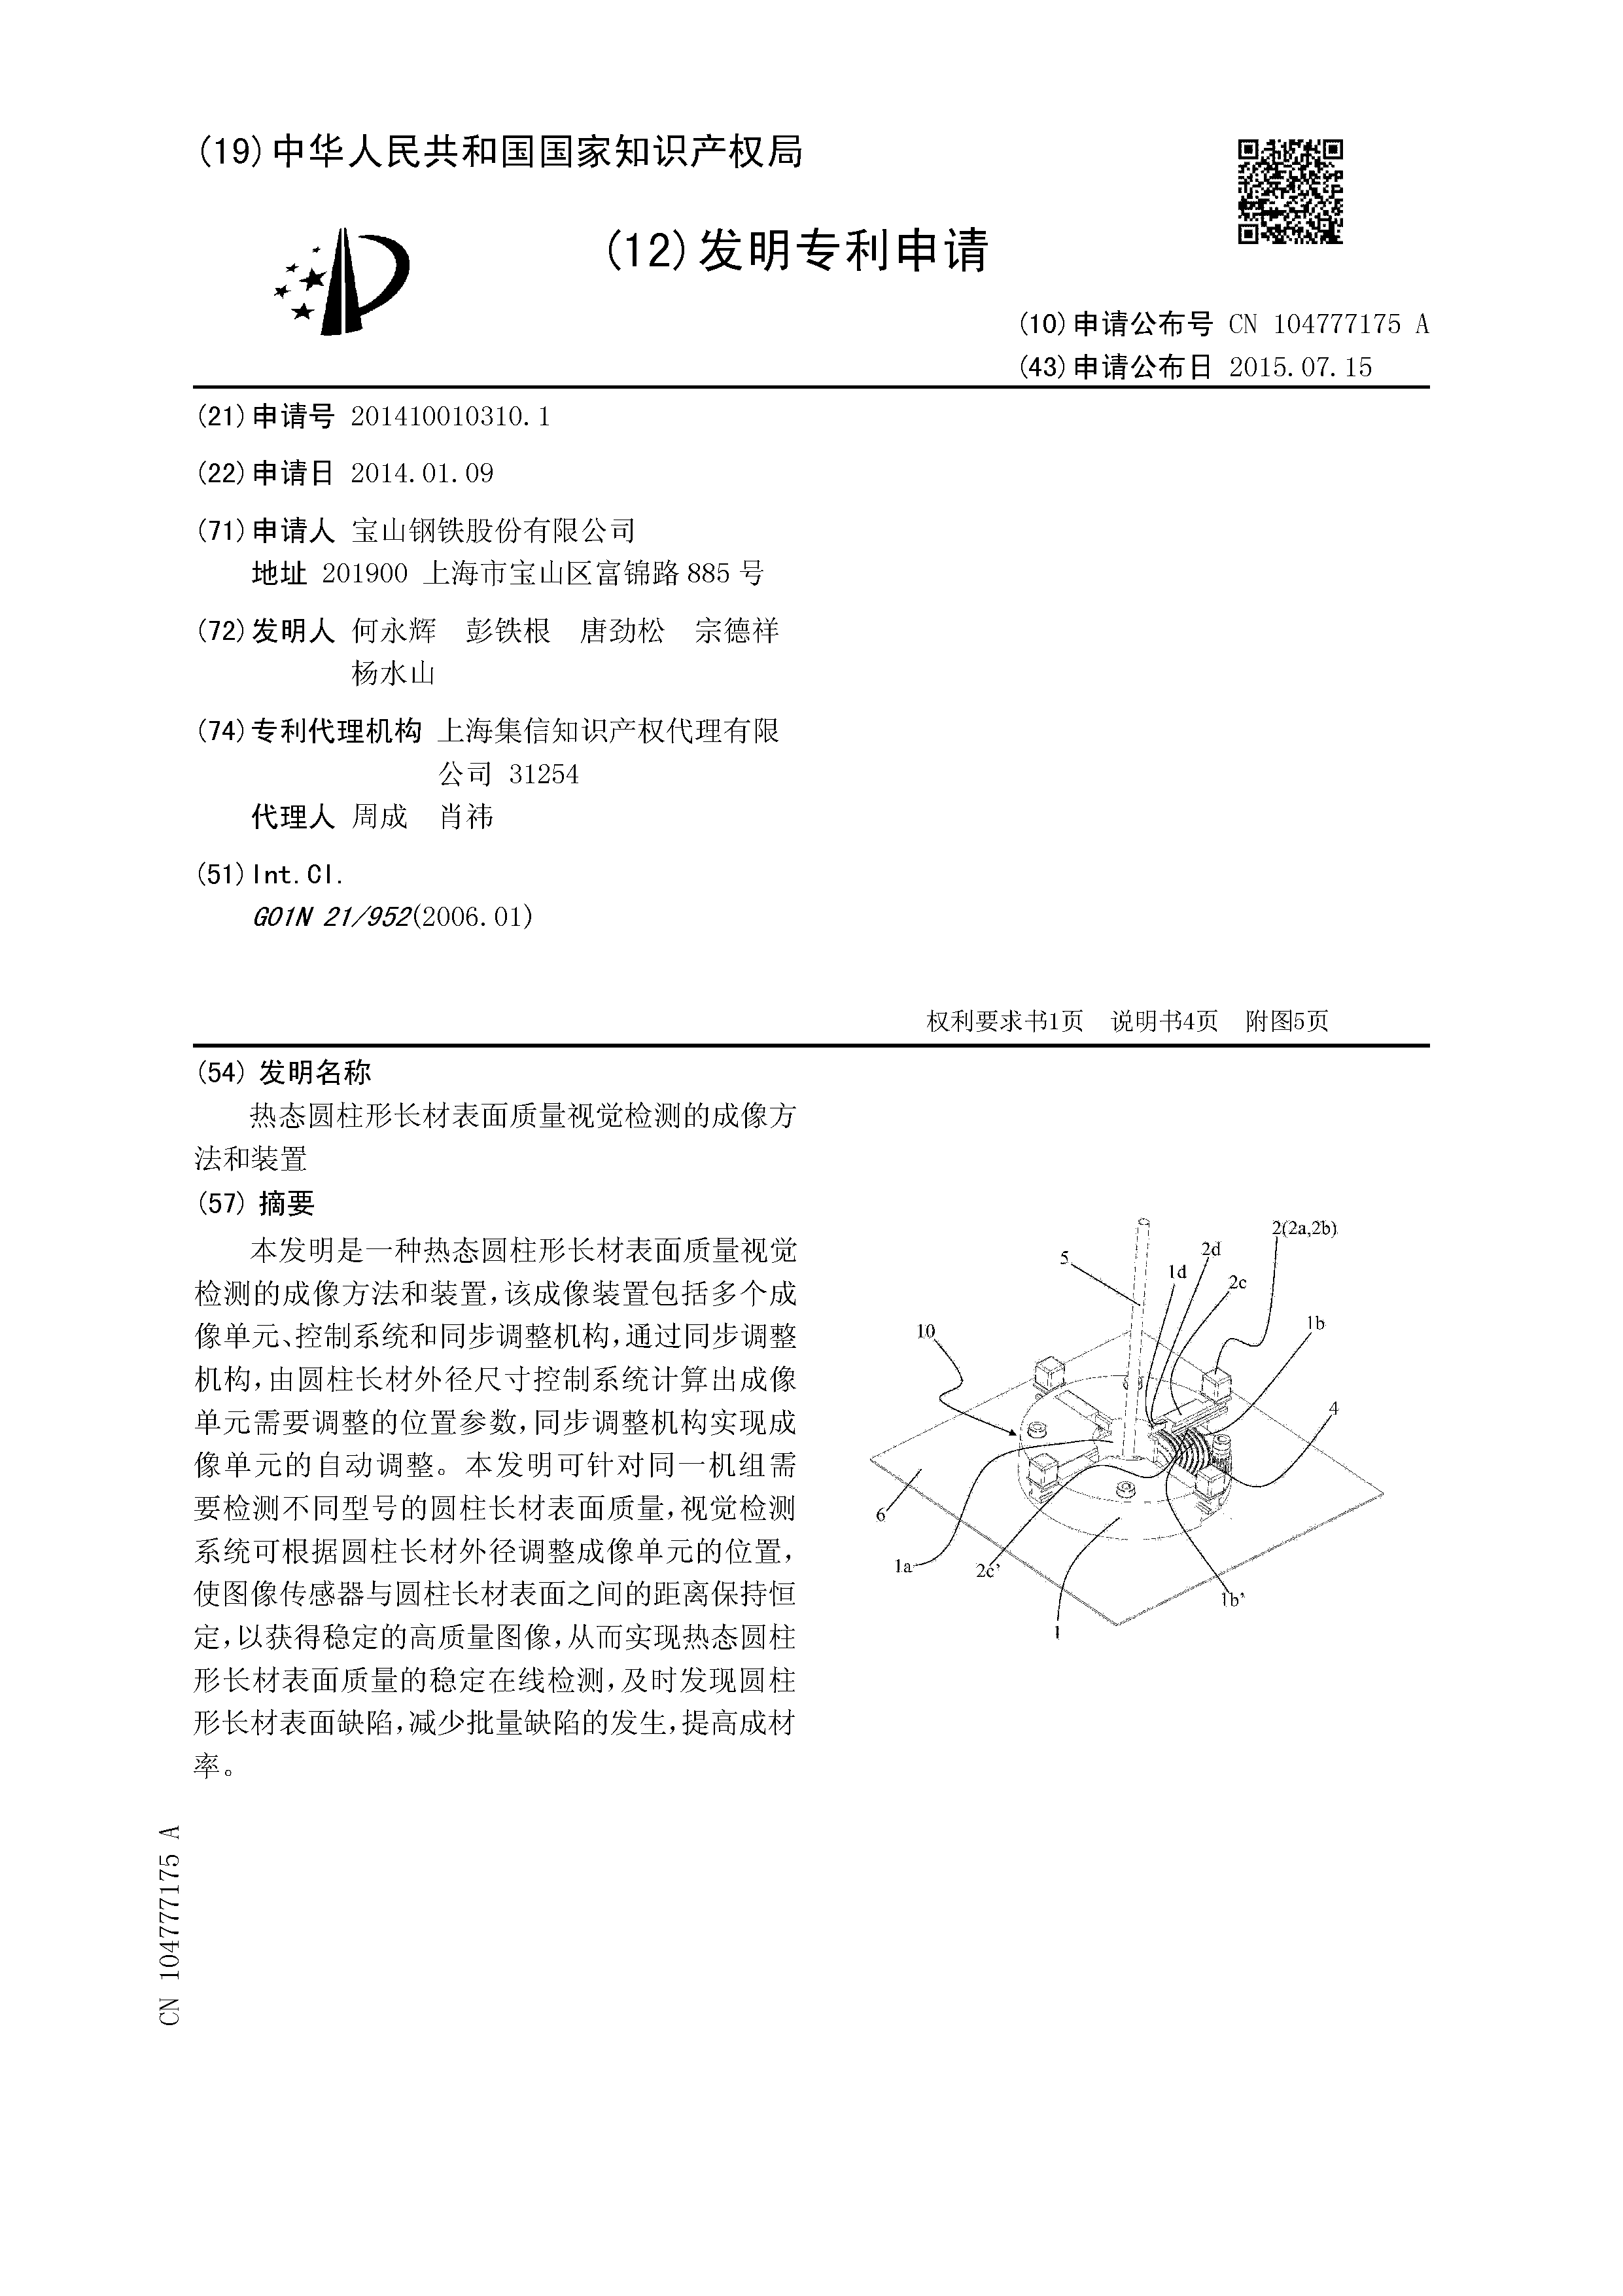 (19)中华人民共和国国家知识产权局
(12)发明专利申请
(10)申请公布号 CN 104777175 A
(43)申请公布日 2015.07.15
(21)申请号 201410010310.1
(22)申请日 2014.01.09
(71)申请人 宝山钢铁股份有限公司
地址 201900 上海市宝山区富锦路885号
(72)发明人 何永辉 彭铁根 唐劲松 宗德祥
杨水山
(74)专利代理机构 上海集信知识产权代理有限
公司 31254
代理人 周成 肖祎
(51)Int.Cl.
G01N 21/952(2006.01)
权利要求书1页 说明书4页 附图5页
(54)发明名称
热态圆柱形长材表面质量视觉检测的成像方
法和装置
(57)摘要
本发明是一种热态圆柱形长材表面质量视觉
检测的成像方法和装置,该成像装置包括多个成
像单元、控制系统和同步调整机构,通过同步调整
机构,由圆柱长材外径尺寸控制系统计算出成像
单元需要调整的位置参数,同步调整机构实现成
像单元的自动调整。本发明可针对同一机组需
要检测不同型号的圆柱长材表面质量,视觉检测
系统可根据圆柱长材外径调整成像单元的位置,
使图像传感器与圆柱长材表面之间的距离保持恒
定,以获得稳定的高质量图像,从而实现热态圆柱
形长材表面质量的稳定在线检测,及时发现圆柱
形长材表面缺陷,减少批量缺陷的发生,提高成材
率。
2(2a,2b)
2d
5
1d
2c
1b
10
4
6
1a
2c'
1b'
1
CN 104777175 A